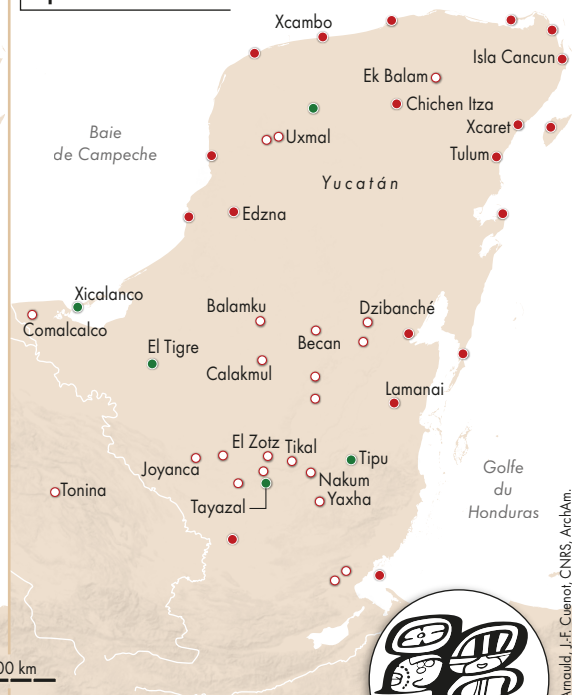 Xcambo
Isla Cancun
Ek Balam
Chichen Itza
Xcaret
Uxmal
Baie
de Campeche
Tulum
Yucatán
Edzna
Xicalanco
Comalcalco
Balamku
Dzibanché
Becan
El Tigre
Calakmul
Lamanai
El Zotz
Tikal
Joyanca
Tipu
Nakum
Tonina
Tayazal
Yaxha
Golfe
du
Honduras
00 km
J.-F. Cuenot, CNRS, ArchAm.